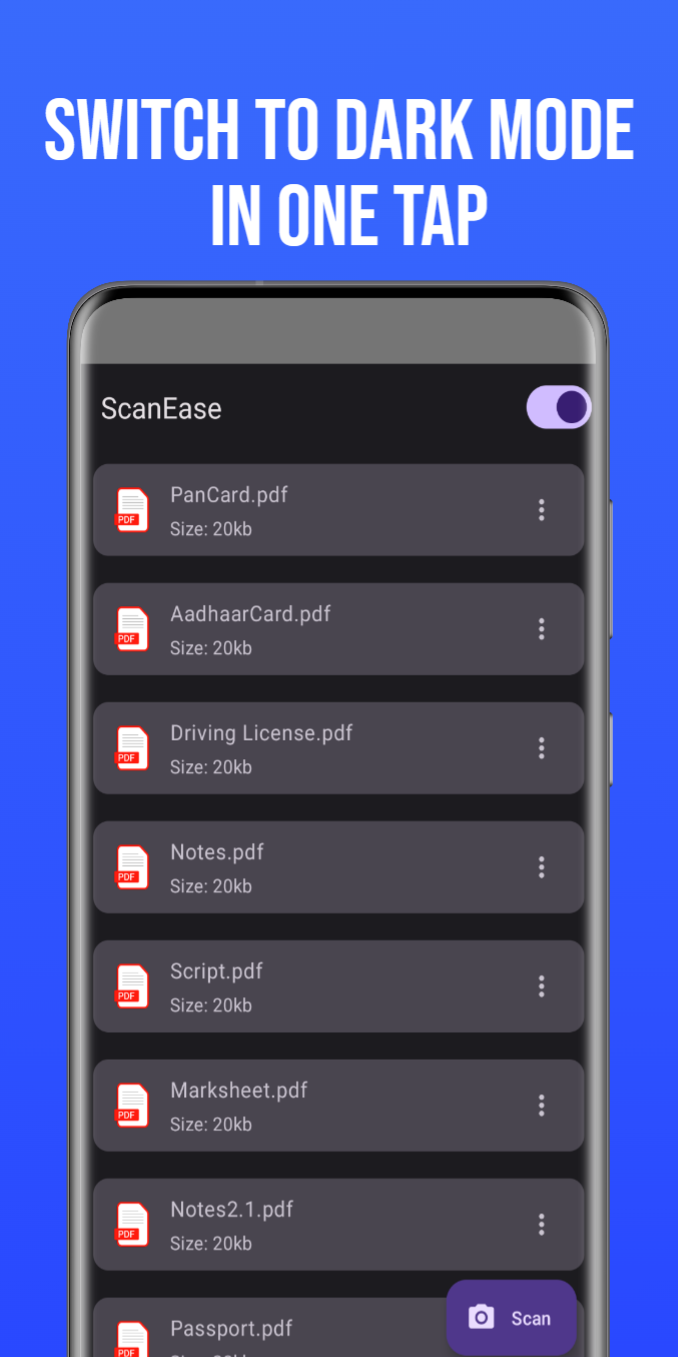 SWITCH TO DARK MODE
IN ONE TAP
ScanEase
PanCard.pdf
PDF
Size: 20kb
AadhaarCard.pdf
PDF
Size: 20kb
Driving License.pdf
PDF
Size: 20kb
Notes.pdf
PDF
Size: 20kb
Script.pdf
PDF
Size: 20kb
Marksheet.pdf
PDF
Size: 20kb
Notes2.1.pdf
PDF
Size: 20kb
Scan
Passport.pdf
PDF